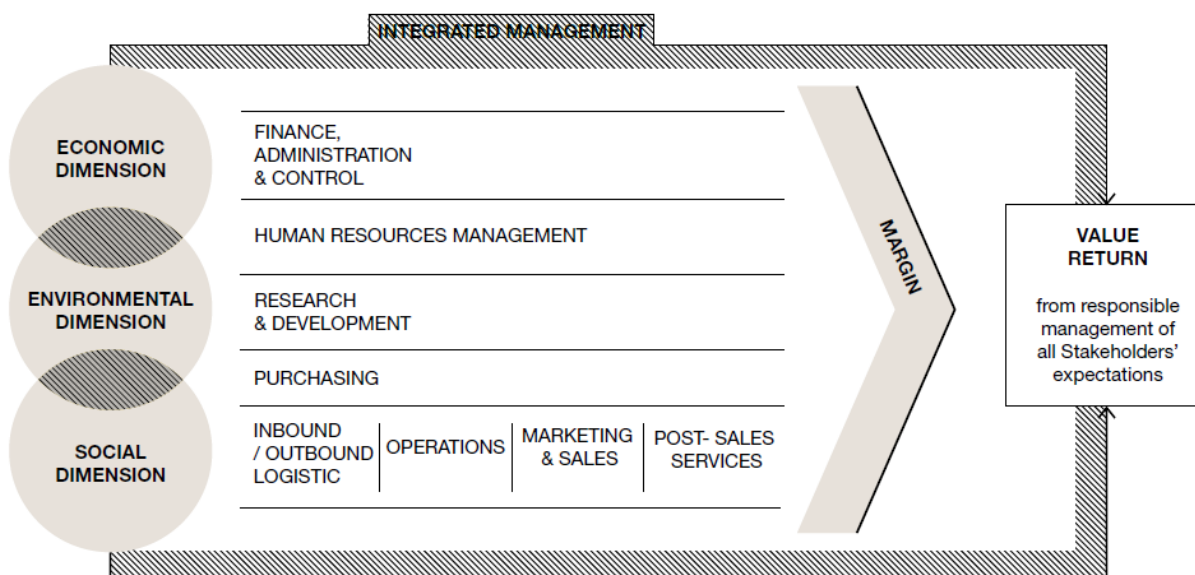 INTEGRATED MANAGEMENT
ECONOMIC
DIMENSION
ENVIRONMENTAL
DIMENSION
SOCIAL
DIMENSION
FINANCE,
ADMINISTRATION
& CONTROL
HUMAN RESOURCES MANAGEMENT
RESEARCH
& DEVELOPMENT
PURCHASING
INBOUND
/ OUTBOUND
LOGISTIC
OPERATIONS
MARKETING
& SALES
POST- SALES
SERVICES
MARGIN
VALUE
RETURN
from responsible
management of
all Stakeholders’
expectations